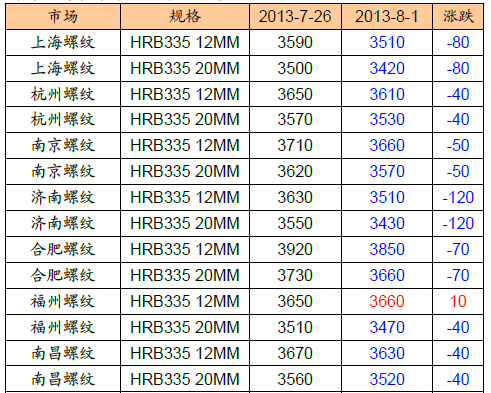 市场 规格 2013-7-26 2013-8-1 涨跌
上海螺纹 HRB335 12MM 3590 3510 -80
上海螺纹 HRB335 20MM 3500 3420 -80
杭州螺纹 HRB335 12MM 3650 3610 -40
杭州螺纹 HRB335 20MM 3570 3530 -40
南京螺纹 HRB335 12MM 3710 3660 -50
南京螺纹 HRB335 20MM 3620 3570 -50
济南螺纹 HRB335 12MM 3630 3510 -120
济南螺纹 HRB335 20MM 3550 3430 -120
合肥螺纹 HRB335 12MM 3920 3850 -70
合肥螺纹 HRB335 20MM 3730 3660 -70
福州螺纹 HRB335 12MM 3650 3660 10
福州螺纹 HRB335 20MM 3510 3470 -40
南昌螺纹 HRB335 12MM 3670 3630 -40
南昌螺纹 HRB335 20MM 3560 3520 -40